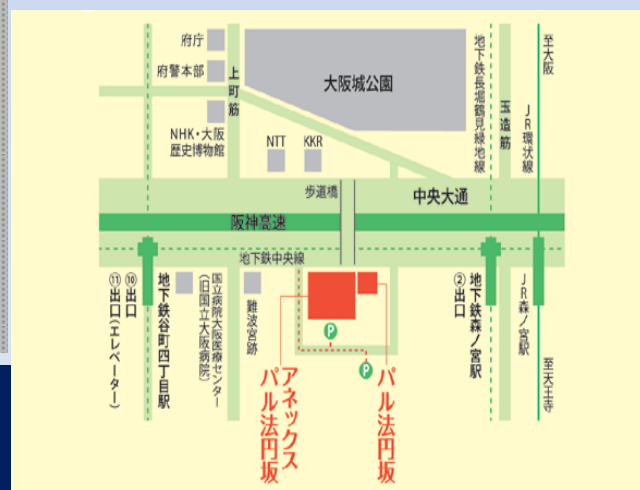 府庁
府警本部
上町筋
大阪城公園
地下鉄長堀鶴見緑地線
玉造筋
JR環状線
至大阪
NHK・大阪
歴史博物館
NTT
KKR
歩道橋
中央大通
阪神高速
地下鉄中央線
⑪出口(エレベーター)
⑩出口
地下鉄谷町四丁目駅
国立病院大阪医療センター
(旧国立大阪病院)
難波宮跡
P
P
アネックス
パル法円坂
パル法円坂
②出口
地下鉄森ノ宮駅
JR森ノ宮駅
至天王寺